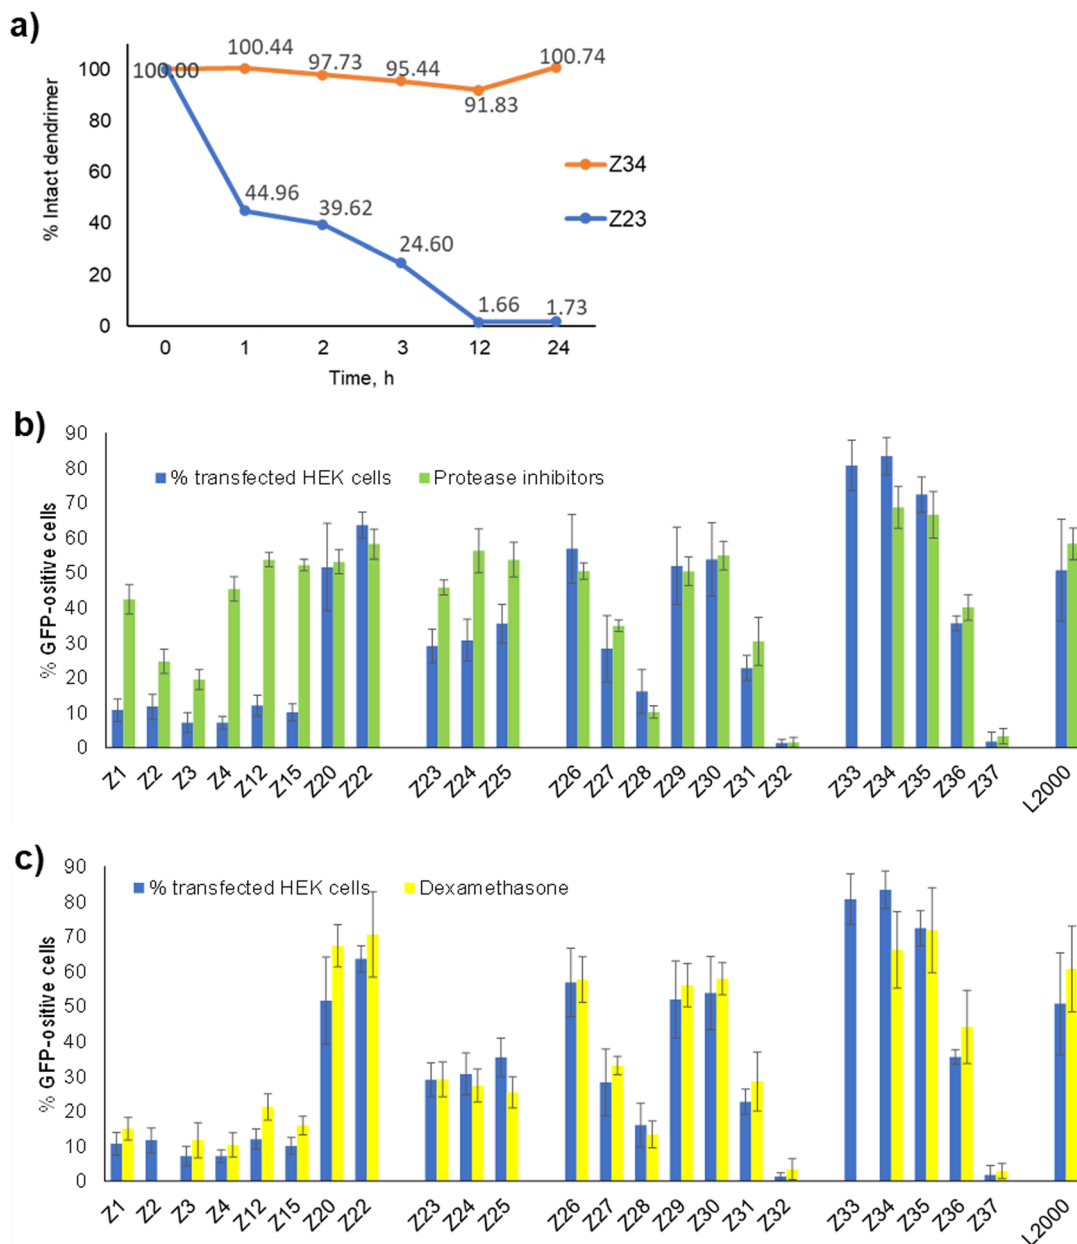 a)
100.00
100.44
97.73
95.44
91.83
100.74
44.96
39.62
24.60
1.66
1.73
100
80
60
40
20
0
% Intact dendrimer
Z34
Z23
0 1 2 3 12 24
Time, h
b)
90
80
70
60
50
40
30
20
10
0
% GFP-ositive cells
% transfected HEK cells Protease inhibitors
Z1 Z2 Z3 Z4 Z12 Z15 Z20 Z22 Z23 Z24 Z25 Z26 Z27 Z28 Z29 Z30 Z31 Z32 Z33 Z34 Z35 Z36 Z37 L2000
c)
90
80
70
60
50
40
30
20
10
0
% GFP-ositive cells
% transfected HEK cells Dexamethasone
Z1 Z2 Z3 Z4 Z12 Z15 Z20 Z22 Z23 Z24 Z25 Z26 Z27 Z28 Z29 Z30 Z31 Z32 Z33 Z34 Z35 Z36 Z37 L2000